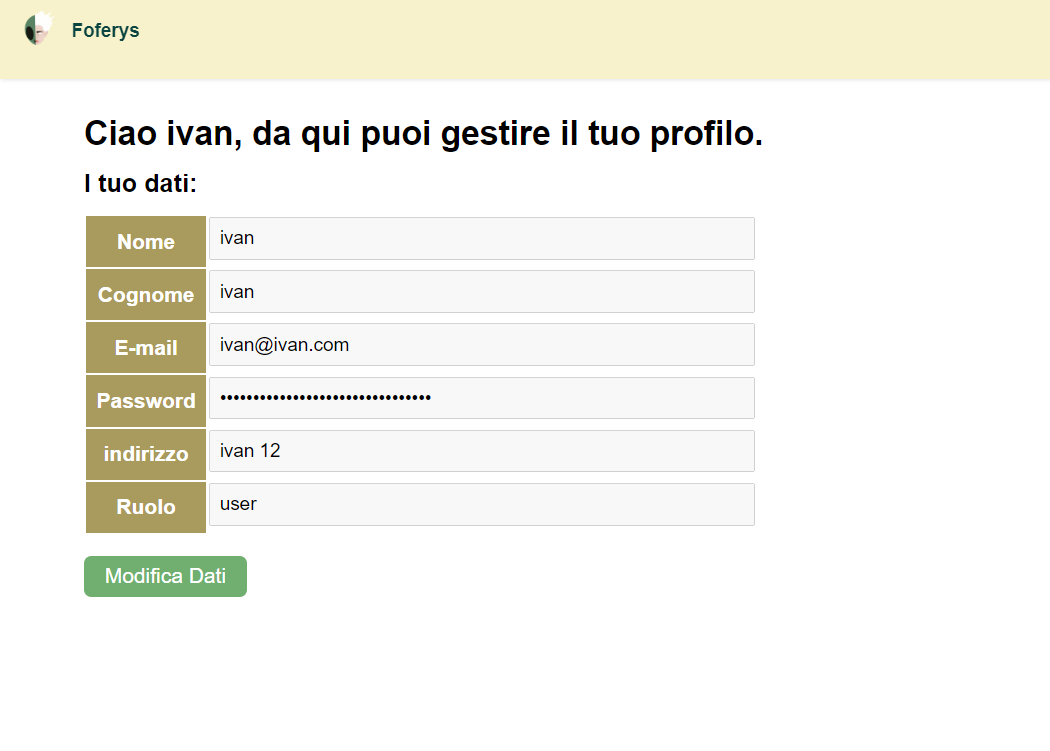 Foferys
Ciao ivan, da qui puoi gestire il tuo profilo.
I tuo dati:
Nome ivan
Cognome ivan
E-mail ivan@ivan.com
Password ••••••••••••••••••••••••••••••••
indirizzo ivan 12
Ruolo user
Modifica Dati